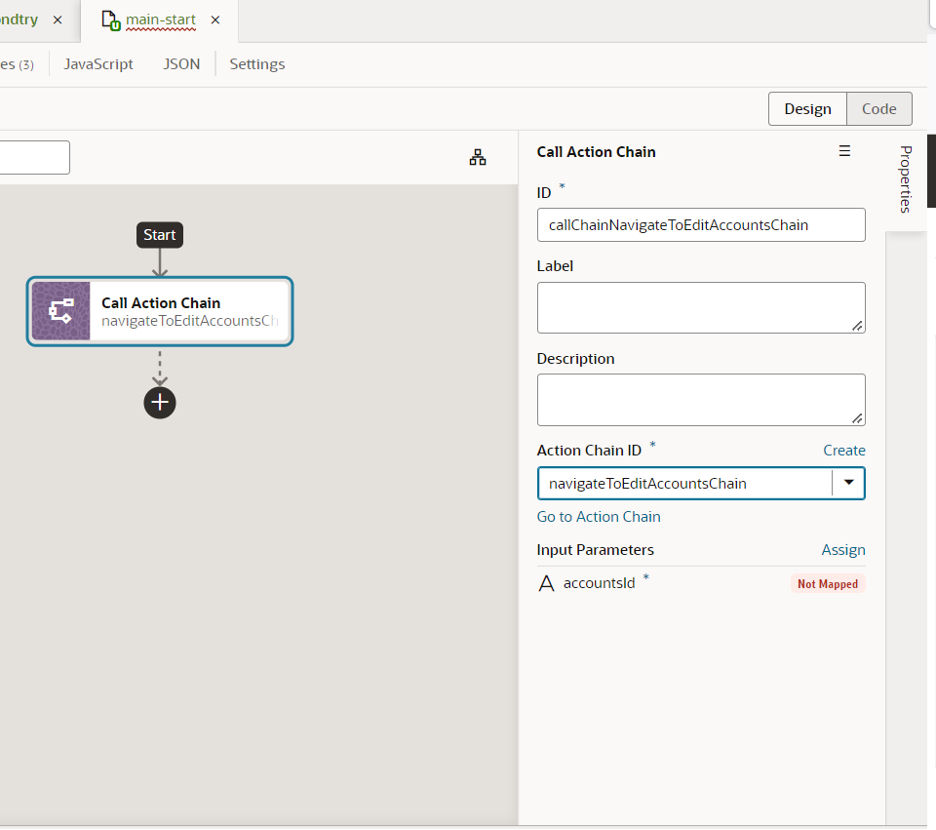 ndtry ×
main-start ×
es (3)
JavaScript
JSON
Settings
Design
Code
Call Action Chain
Properties
ID *
callChainNavigateToEditAccountsChain
Start
Label
Call Action Chain
navigateToEditAccountsCh
Description
Action Chain ID *
Create
navigateToEditAccountsChain
Go to Action Chain
Input Parameters
Assign
A accountsId *
Not Mapped